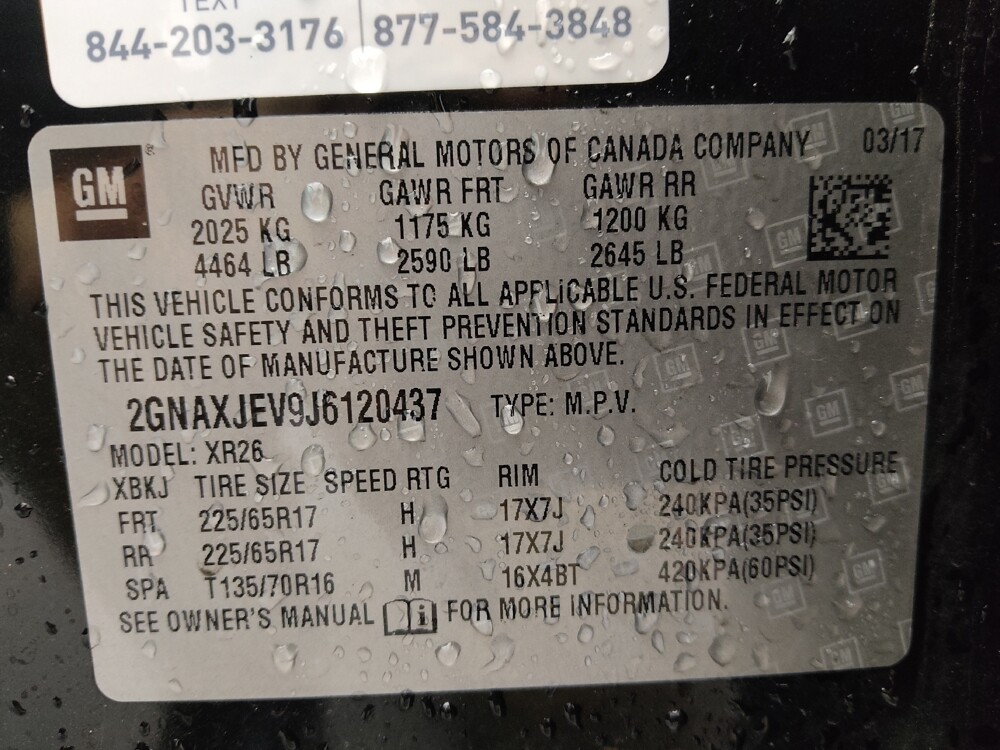 TEXT
844-203-3176 877-584-3848
GM
MFD BY GENERAL MOTORS OF CANADA COMPANY 03/17
GVWR GAWR FRT GAWR RR
2025 KG 1175 KG 1200 KG
4464 LB 2590 LB 2645 LB
THIS VEHICLE CONFORMS TO ALL APPLICABLE U.S. FEDERAL MOTOR
VEHICLE SAFETY AND THEFT PREVENTION STANDARDS IN EFFECT ON
THE DATE OF MANUFACTURE SHOWN ABOVE.
2GNAXJEV9J6120437 TYPE: M.P.V.
MODEL: XR26
XBKJ TIRE SIZE SPEED RTG RIM COLD TIRE PRESSURE
FRT 225/65R17 H 17X7J 240KPA(35PSI)
RR 225/65R17 H 17X7J 240KPA(35PSI)
SPA T135/70R16 M 16X4BT 420KPA(60PSI)
SEE OWNER'S MANUAL i FOR MORE INFORMATION.